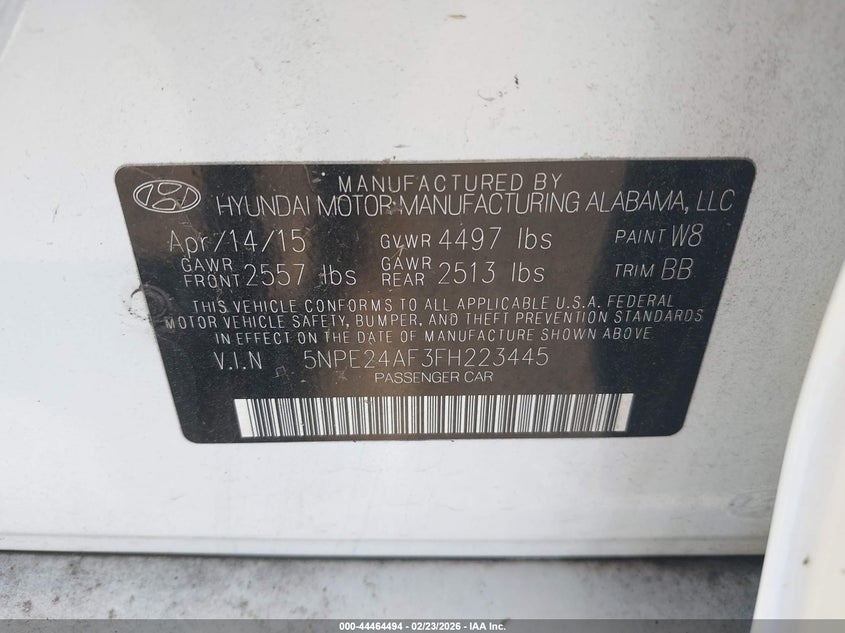 MANUFACTURED BY
HYUNDAI MOTOR MANUFACTURING ALABAMA, LLC
Apr/14/15 GVWR 4497 lbs PAINT W8
GAWR FRONT 2557 lbs GAWR REAR 2513 lbs TRIM BB
THIS VEHICLE CONFORMS TO ALL APPLICABLE U.S.A. FEDERAL
MOTOR VEHICLE SAFETY, BUMPER, AND THEFT PREVENTION STANDARDS
IN EFFECT ON THE DATE OF MANUFACTURE SHOWN ABOVE.
V.I.N 5NPE24AF3FH223445
PASSENGER CAR
000-44464494 - 02/23/2026 - IAA Inc.